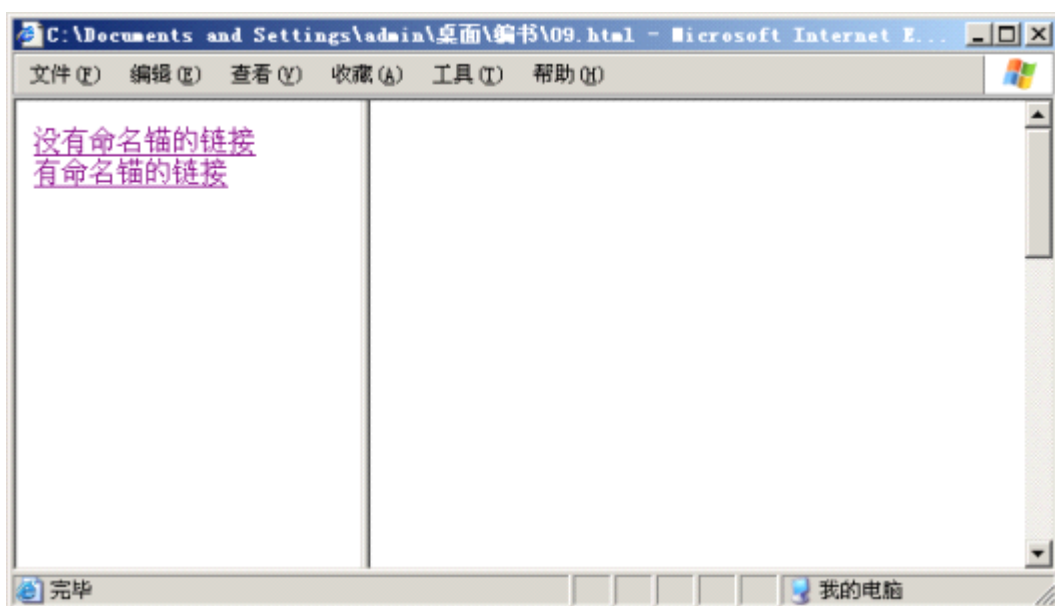 C:\Documents and Settings\admin\桌面\编书\09.html - Microsoft Internet E...
文件(F) 编辑(E) 查看(V) 收藏(A) 工具(T) 帮助(H)
没有命名锚的链接
有命名锚的链接
完毕 我的电脑